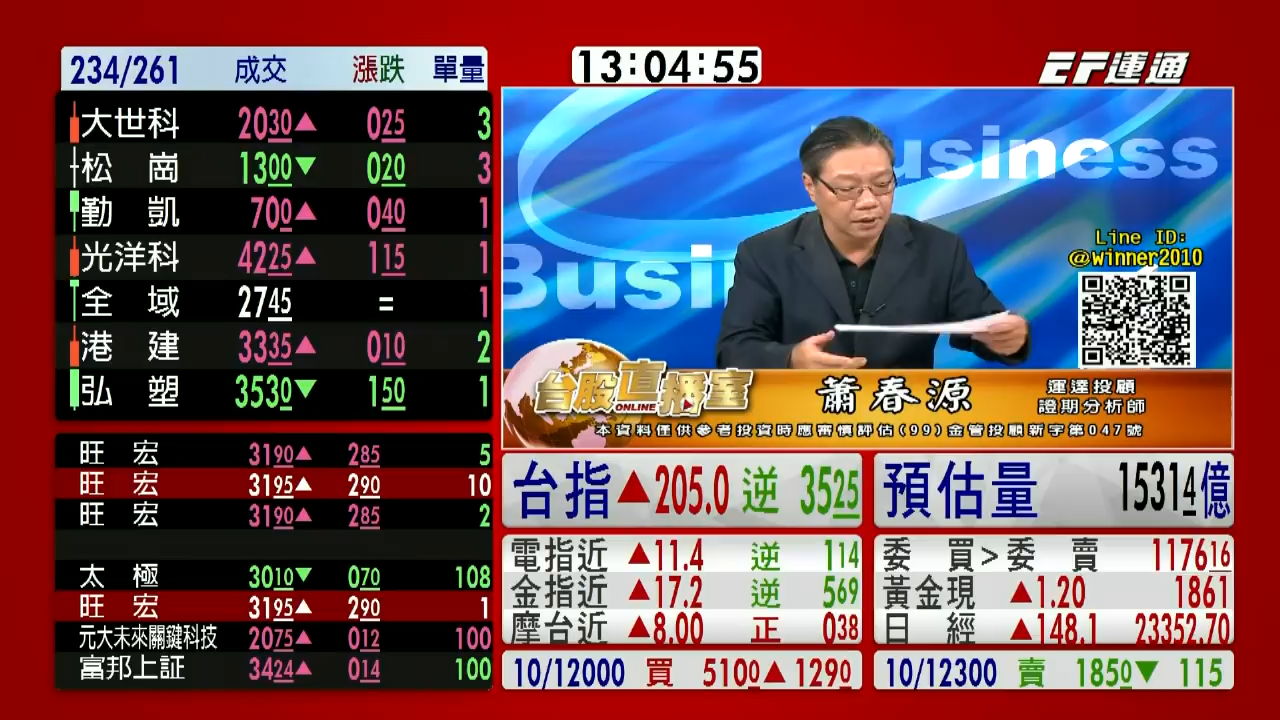 234/261 成交 漲跌 單量
13:04:55
EF運通
大世科 2030▲ 025 3
松崗 1300▼ 020 3
勤凱 700▲ 040 1
光洋科 4225▲ 115 1
全域 2745 = 1
港建 3335▲ 010 2
弘塑 3530▼ 150 1
旺宏 3190▲ 285 5
旺宏 3195▲ 290 10
旺宏 3190▲ 285 2
太極 3010▼ 070 108
旺宏 3195▲ 290 1
元大未來關鍵科技 2075▲ 012 100
富邦上証 3424▲ 014 100
Business
Business
Line ID:
@winner2010
台股直播室
ONLINE
蕭春源
運達投顧
證期分析師
本資料僅供參考投資時應審慎評估(99)金管投顧新字第047號
台指▲205.0 逆 3525
預估量 15314億
電指近 ▲11.4 逆 114
金指近 ▲17.2 逆 569
摩台近 ▲8.00 正 038
委買>委賣 117616
黃金現 ▲1.20 1861
日經 ▲148.1 23352.70
10/12000 買 5100▲1290
10/12300 賣 1850▼ 115